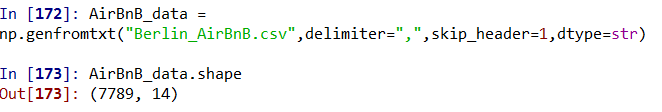 In [172]: AirBnB_data =
np.genfromtxt("Berlin_AirBnB.csv",delimiter=",",skip_header=1,dtype=str)
In [173]: AirBnB_data.shape
Out[173]: (7789, 14)